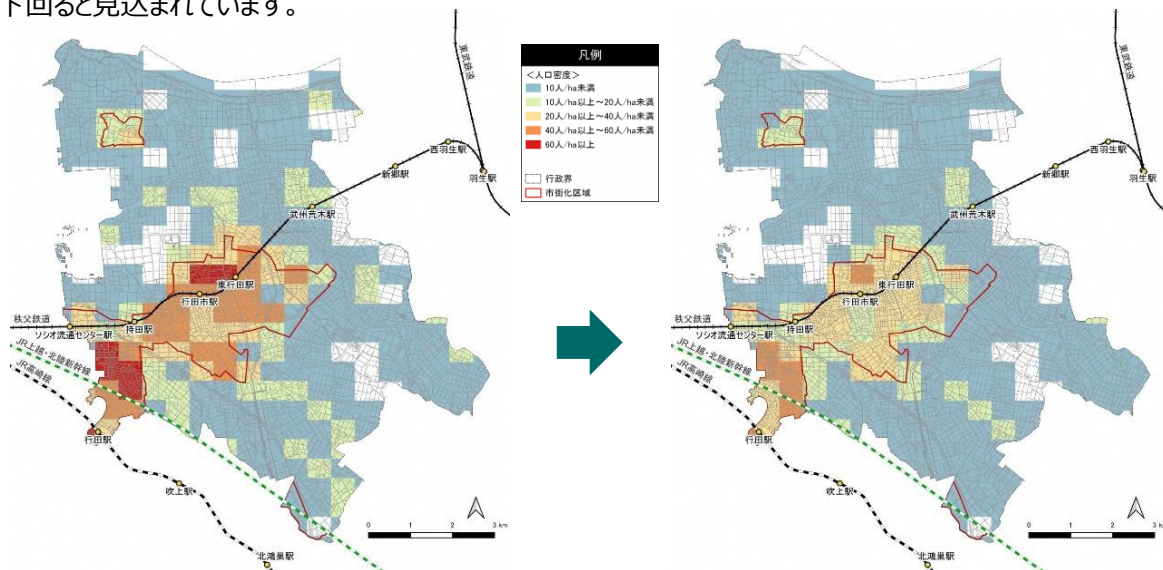 下回ると見込まれています。
凡例
<人口密度>
10人/ha未満
10人/ha以上～20人/ha未満
20人/ha以上～40人/ha未満
40人/ha以上～60人/ha未満
60人/ha以上
行政界
市街化区域
東武鉄道
西羽生駅
新郷駅
羽生駅
武州荒木駅
東行田駅
行田市駅
秩父鉄道
持田駅
ソシオ流通センター駅
JR上越・北陸新幹線
JR高崎線
行田駅
吹上駅
北鴻巣駅
0 1 2 3 km
東武鉄道
西羽生駅
新郷駅
羽生駅
武州荒木駅
東行田駅
行田市駅
秩父鉄道
持田駅
ソシオ流通センター駅
JR上越・北陸新幹線
JR高崎線
行田駅
吹上駅
北鴻巣駅
0 1 2 3 km